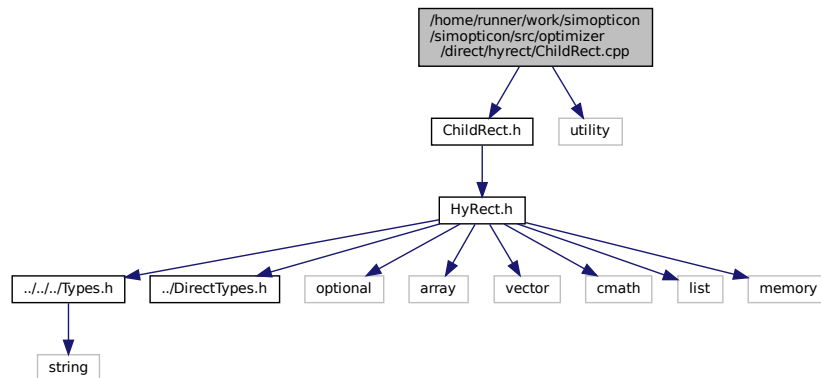 /home/runner/work/simopticon
/simopticon/src/optimizer
/direct/hyrect/ChildRect.cpp
ChildRect.h
utility
HyRect.h
../../../Types.h
../DirectTypes.h
optional
array
vector
cmath
list
memory
string